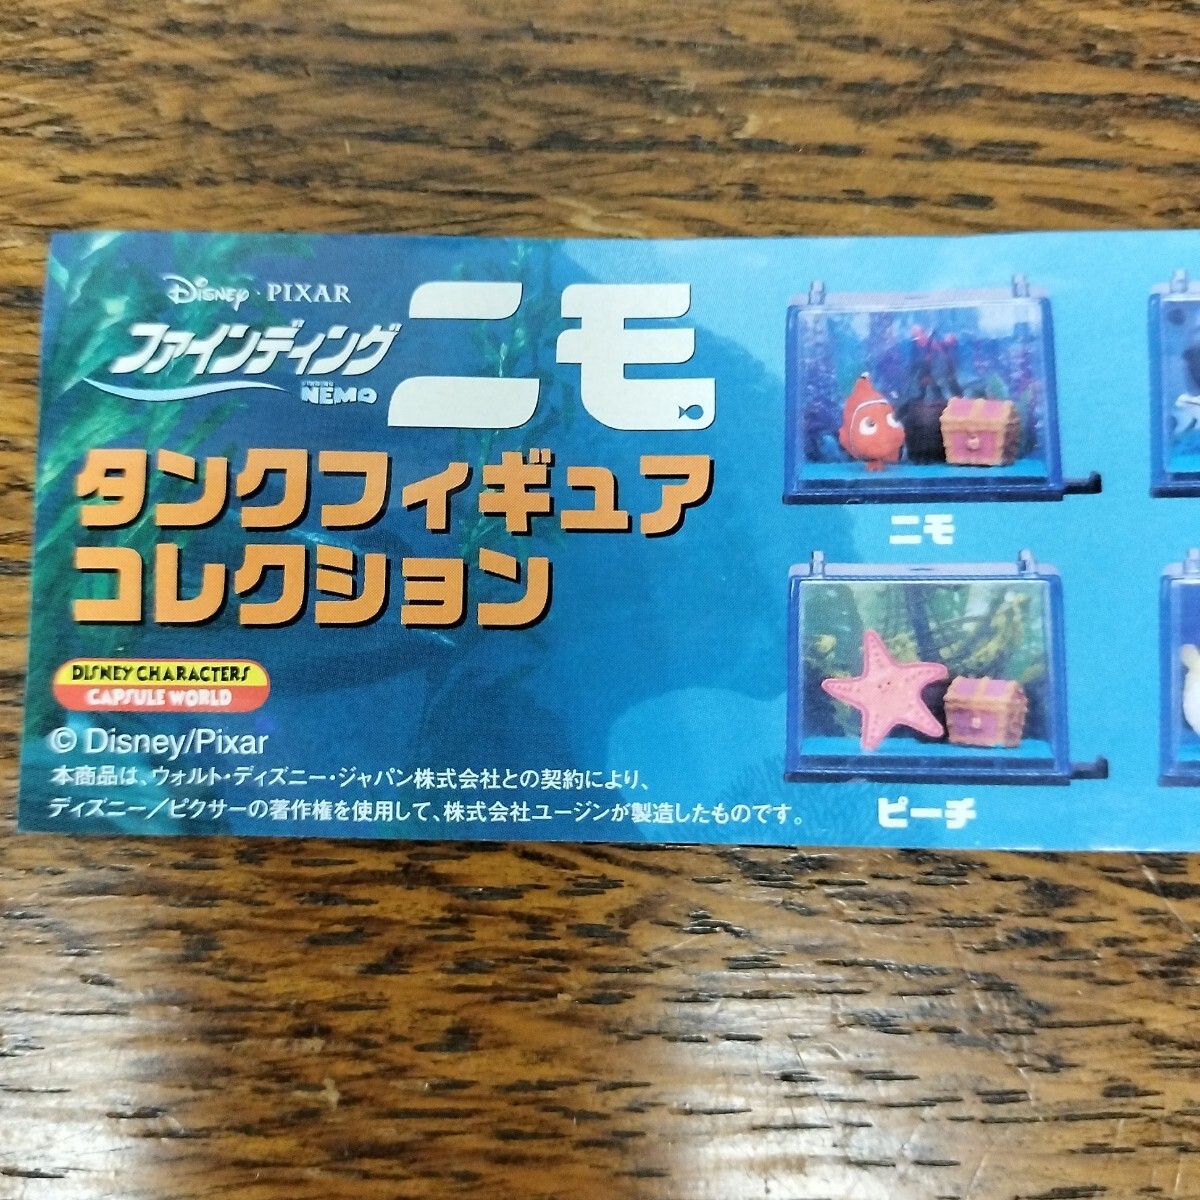 Disney・PIXAR
ファインディング ニモ
FINDING NEMO
タンクフィギュア
コレクション
DISNEY CHARACTERS
CAPSULE WORLD
© Disney/Pixar
本商品は、ウォルト・ディズニー・ジャパン株式会社との契約により、
ディズニー／ピクサーの著作権を使用して、株式会社ユージンが製造したものです。
ニモ
ピーチ